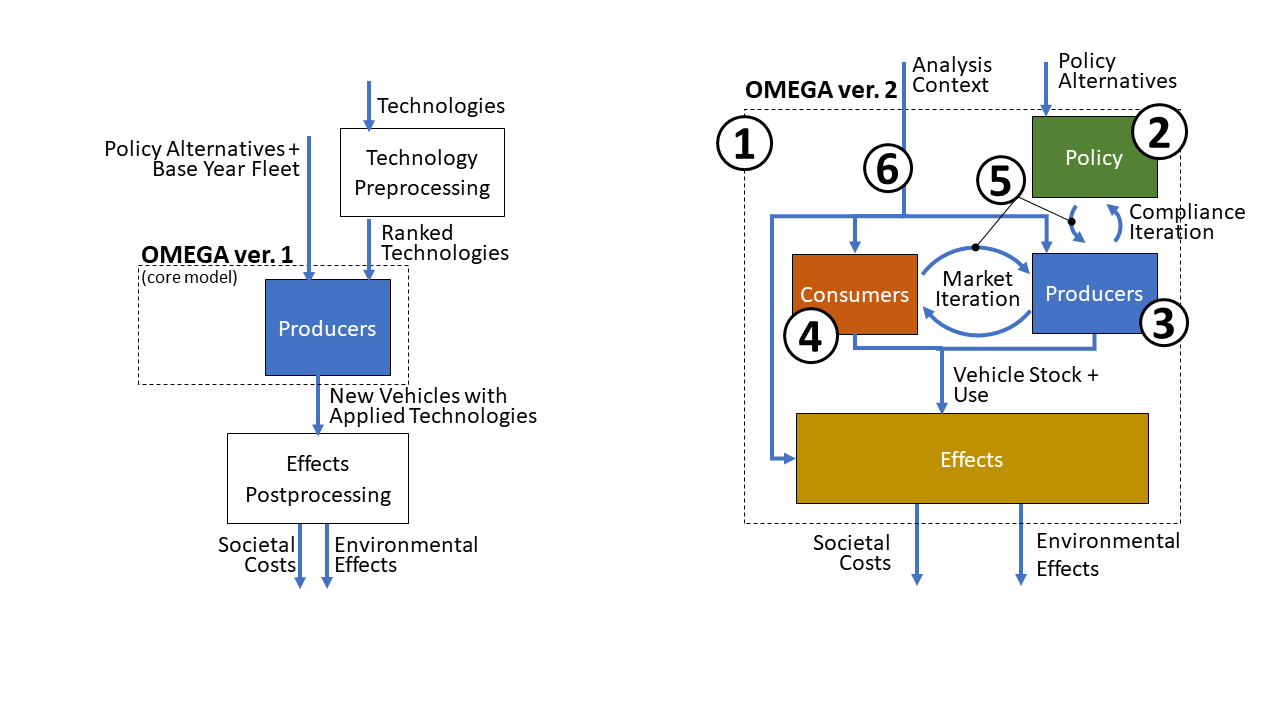 Technologies
Policy Alternatives +
Base Year Fleet
Technology
Preprocessing
Ranked
Technologies
OMEGA ver. 1
(core model)
Producers
New Vehicles with
Applied Technologies
Effects
Postprocessing
Societal
Costs
Environmental
Effects
Analysis
Context
Policy
Alternatives
OMEGA ver. 2
1
2
Policy
6
5
Compliance
Iteration
Consumers
Market
Iteration
Producers
4
3
Vehicle Stock +
Use
Effects
Societal
Costs
Environmental
Effects